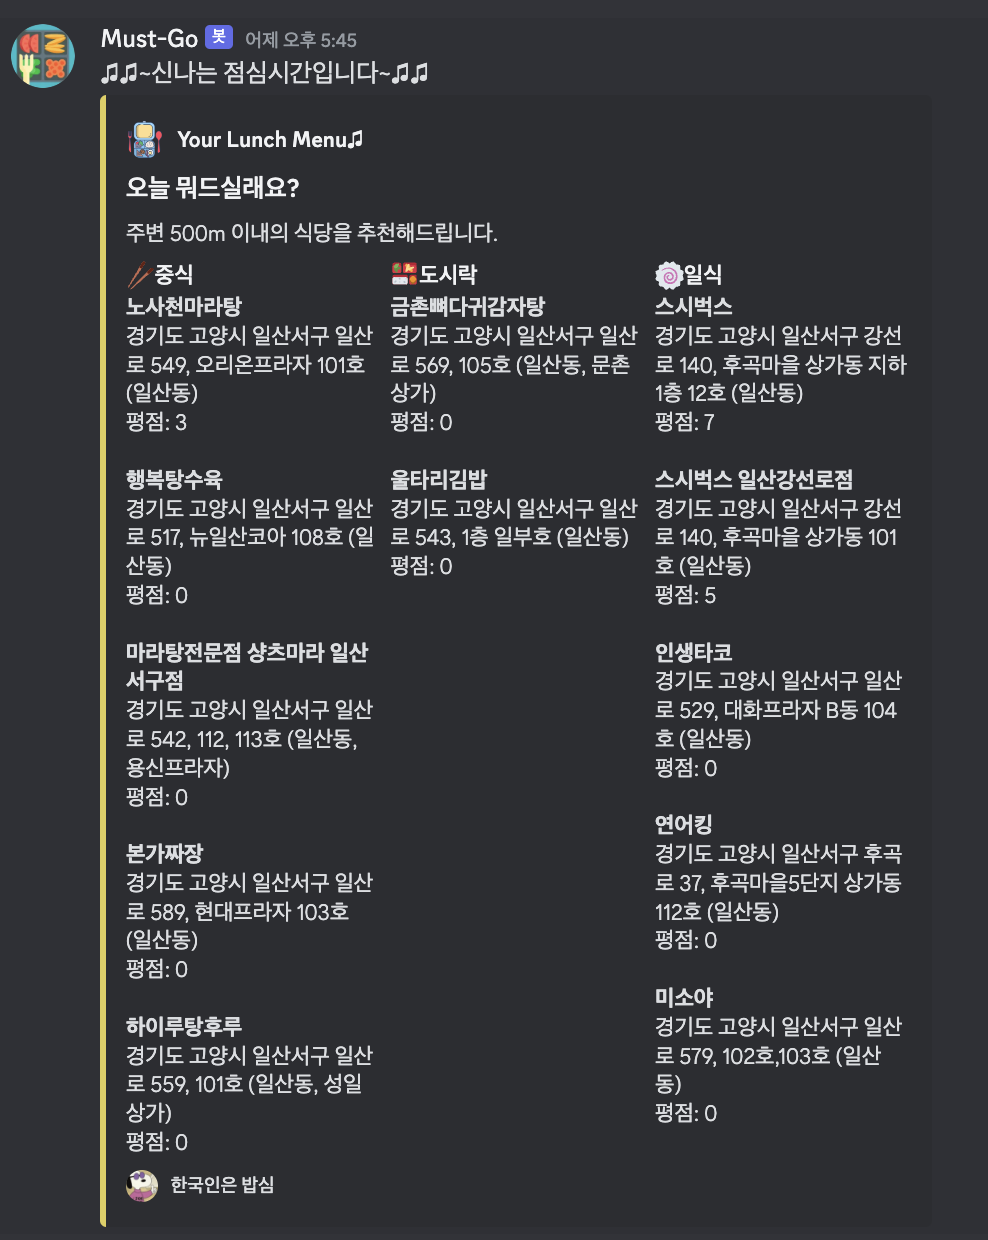 Must-Go 봇 어제 오후 5:45
♫♫~신나는 점심시간입니다~♫♫
Your Lunch Menu♫
오늘 뭐드실래요?
주변 500m 이내의 식당을 추천해드립니다.
중식
노사천마라탕
경기도 고양시 일산서구 일산
로 549, 오리온프라자 101호
(일산동)
평점: 3
행복탕수육
경기도 고양시 일산서구 일산
로 517, 뉴일산코아 108호 (일
산동)
평점: 0
마라탕전문점 샹츠마라 일산
서구점
경기도 고양시 일산서구 일산
로 542, 112, 113호 (일산동,
용신프라자)
평점: 0
본가짜장
경기도 고양시 일산서구 일산
로 589, 현대프라자 103호
(일산동)
평점: 0
하이루탕후루
경기도 고양시 일산서구 일산
로 559, 101호 (일산동, 성일
상가)
평점: 0
도시락
금촌뼈다귀감자탕
경기도 고양시 일산서구 일산
로 569, 105호 (일산동, 문촌
상가)
평점: 0
울타리김밥
경기도 고양시 일산서구 일산
로 543, 1층 일부호 (일산동)
평점: 0
일식
스시벅스
경기도 고양시 일산서구 강선
로 140, 후곡마을 상가동 지하
1층 12호 (일산동)
평점: 7
스시벅스 일산강선로점
경기도 고양시 일산서구 강선
로 140, 후곡마을 상가동 101
호 (일산동)
평점: 5
인생타코
경기도 고양시 일산서구 일산
로 529, 대화프라자 B동 104
호 (일산동)
평점: 0
연어킹
경기도 고양시 일산서구 후곡
로 37, 후곡마을5단지 상가동
112호 (일산동)
평점: 0
미소야
경기도 고양시 일산서구 일산
로 579, 102호,103호 (일산
동)
평점: 0
한국인은 밥심